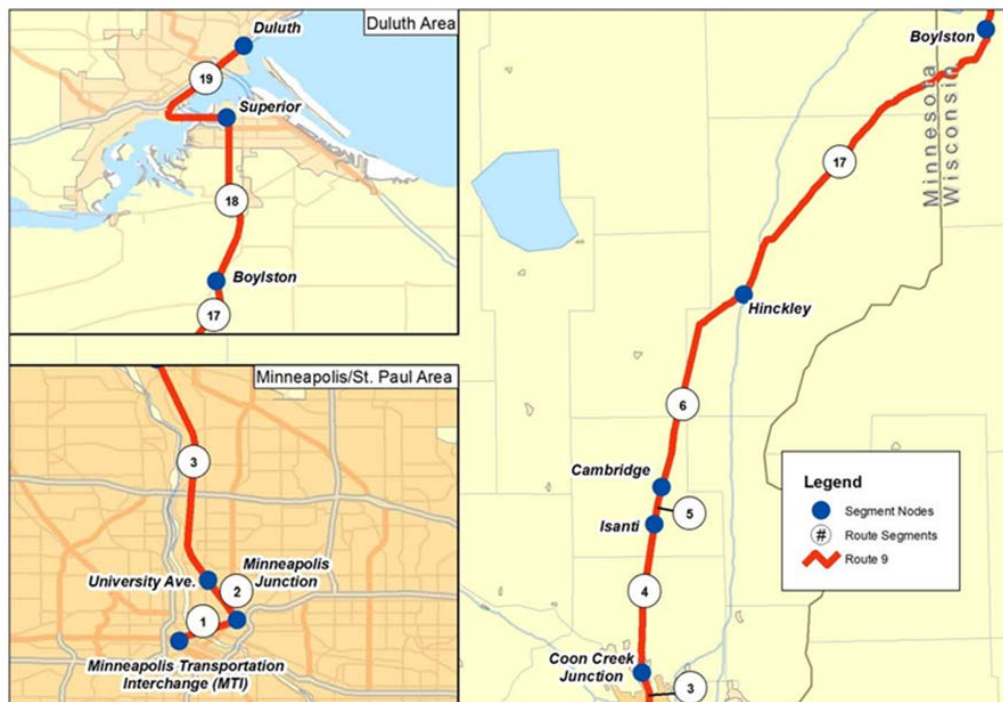 Duluth Area
Duluth
19
Superior
18
Boylston
17
Minneapolis/St. Paul Area
3
University Ave.
Minneapolis
Junction
2
1
Minneapolis Transportation
Interchange (MTI)
Boylston
Minnesota
Wisconsin
17
Hinckley
6
Cambridge
5
Isanti
4
Coon Creek
Junction
3
Legend
Segment Nodes
# Route Segments
Route 9